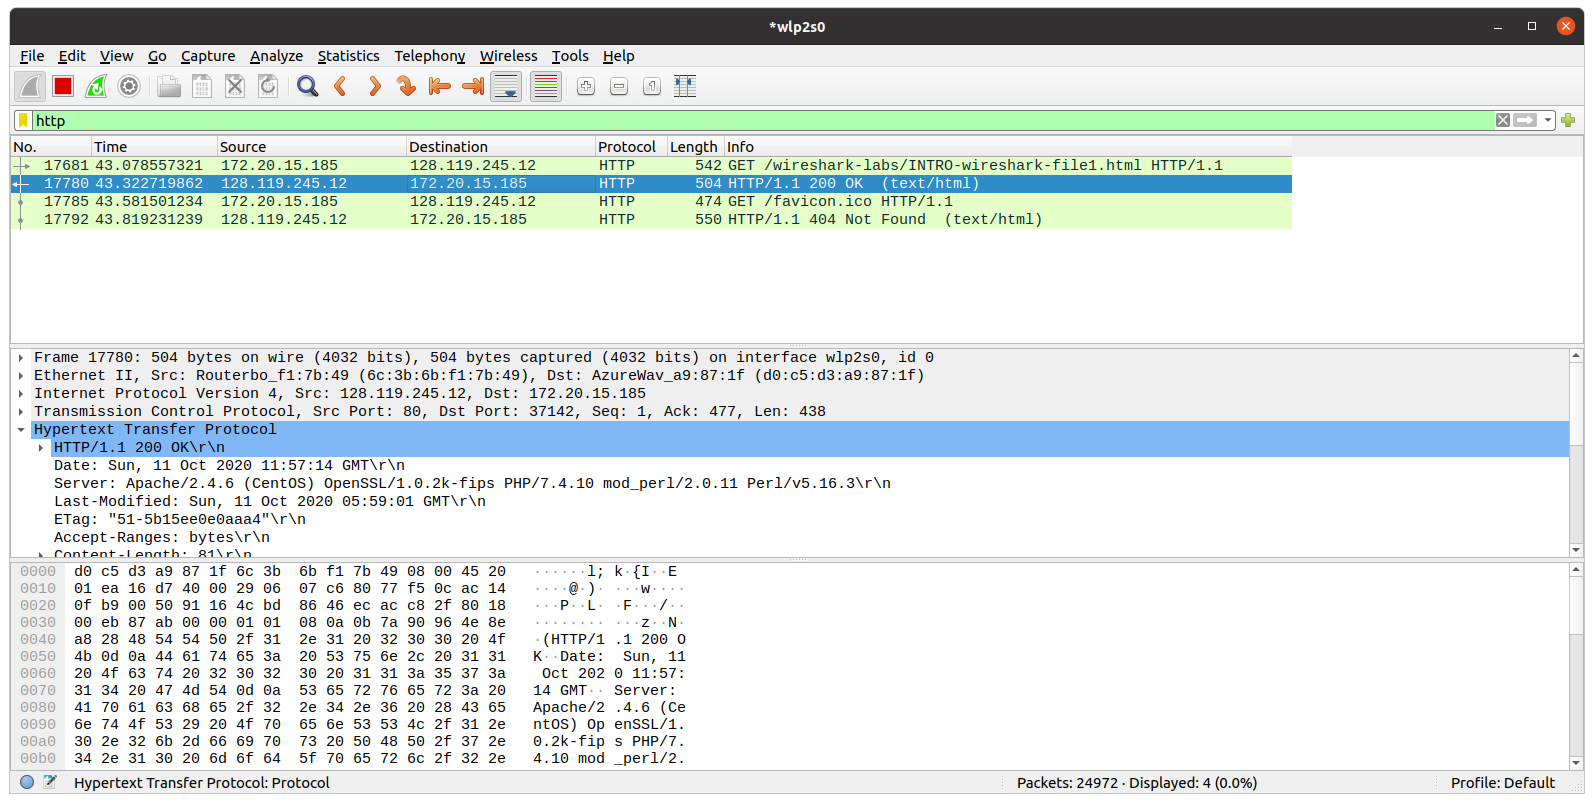 *wlp2s0
File Edit View Go Capture Analyze Statistics Telephony Wireless Tools Help
http
No. Time Source Destination Protocol Length Info
17681 43.078557321 172.20.15.185 128.119.245.12 HTTP 542 GET /wireshark-labs/INTRO-wireshark-file1.html HTTP/1.1
17780 43.322719862 128.119.245.12 172.20.15.185 HTTP 504 HTTP/1.1 200 OK (text/html)
17785 43.581501234 172.20.15.185 128.119.245.12 HTTP 474 GET /favicon.ico HTTP/1.1
17792 43.819231239 128.119.245.12 172.20.15.185 HTTP 550 HTTP/1.1 404 Not Found (text/html)
Frame 17780: 504 bytes on wire (4032 bits), 504 bytes captured (4032 bits) on interface wlp2s0, id 0
Ethernet II, Src: Routerbo_f1:7b:49 (6c:3b:6b:f1:7b:49), Dst: AzureWav_a9:87:1f (d0:c5:d3:a9:87:1f)
Internet Protocol Version 4, Src: 128.119.245.12, Dst: 172.20.15.185
Transmission Control Protocol, Src Port: 80, Dst Port: 37142, Seq: 1, Ack: 477, Len: 438
Hypertext Transfer Protocol
HTTP/1.1 200 OK\r\n
Date: Sun, 11 Oct 2020 11:57:14 GMT\r\n
Server: Apache/2.4.6 (CentOS) OpenSSL/1.0.2k-fips PHP/7.4.10 mod_perl/2.0.11 Perl/v5.16.3\r\n
Last-Modified: Sun, 11 Oct 2020 05:59:01 GMT\r\n
ETag: "51-5b15ee0e0aaa4"\r\n
Accept-Ranges: bytes\r\n
Content-Length: 81\r\n
0000 d0 c5 d3 a9 87 1f 6c 3b 6b f1 7b 49 08 00 45 20 ······l; k·{I··E
0010 01 ea 16 d7 40 00 29 06 07 c6 80 77 f5 0c ac 14 ····@·)· ···w····
0020 0f b9 00 50 91 16 4c bd 86 46 ec ac c8 2f 80 18 ···P··L· ·F···/··
0030 00 eb 87 ab 00 00 01 01 08 0a 0b 7a 90 96 4e 8e ········ ···z··N·
0040 a8 28 48 54 54 50 2f 31 2e 31 20 32 30 30 20 4f ·(HTTP/1 .1 200 O
0050 4b 0d 0a 44 61 74 65 3a 20 53 75 6e 2c 20 31 31 K··Date: Sun, 11
0060 20 4f 63 74 20 32 30 32 30 20 31 31 3a 35 37 3a Oct 202 0 11:57:
0070 31 34 20 47 4d 54 0d 0a 53 65 72 76 65 72 3a 20 14 GMT·· Server:
0080 41 70 61 63 68 65 2f 32 2e 34 2e 36 20 28 43 65 Apache/2 .4.6 (Ce
0090 6e 74 4f 53 29 20 4f 70 65 6e 53 53 4c 2f 31 2e ntOS) Op enSSL/1.
00a0 30 2e 32 6b 2d 66 69 70 73 20 50 48 50 2f 37 2e 0.2k-fip s PHP/7.
00b0 34 2e 31 30 20 6d 6f 64 5f 70 65 72 6c 2f 32 2e 4.10 mod _perl/2.
Hypertext Transfer Protocol: Protocol Packets: 24972 · Displayed: 4 (0.0%) Profile: Default